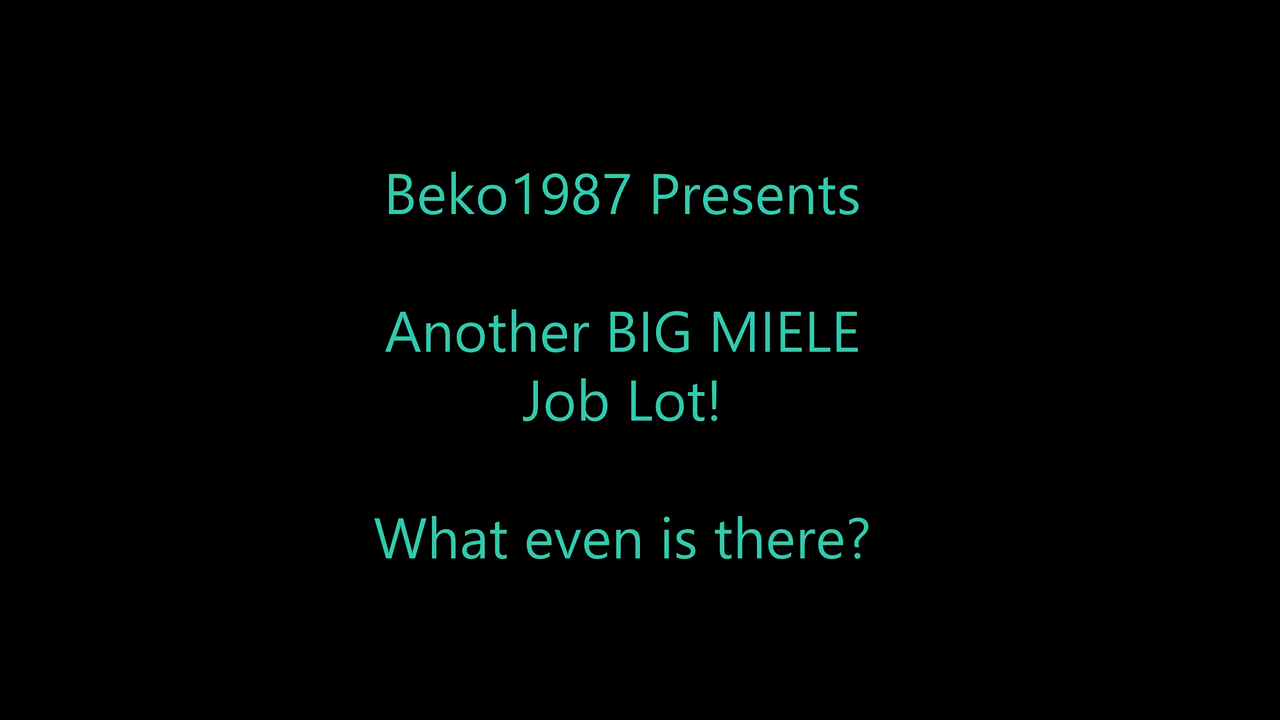 Beko1987 Presents
Another BIG MIELE
Job Lot!
What even is there?